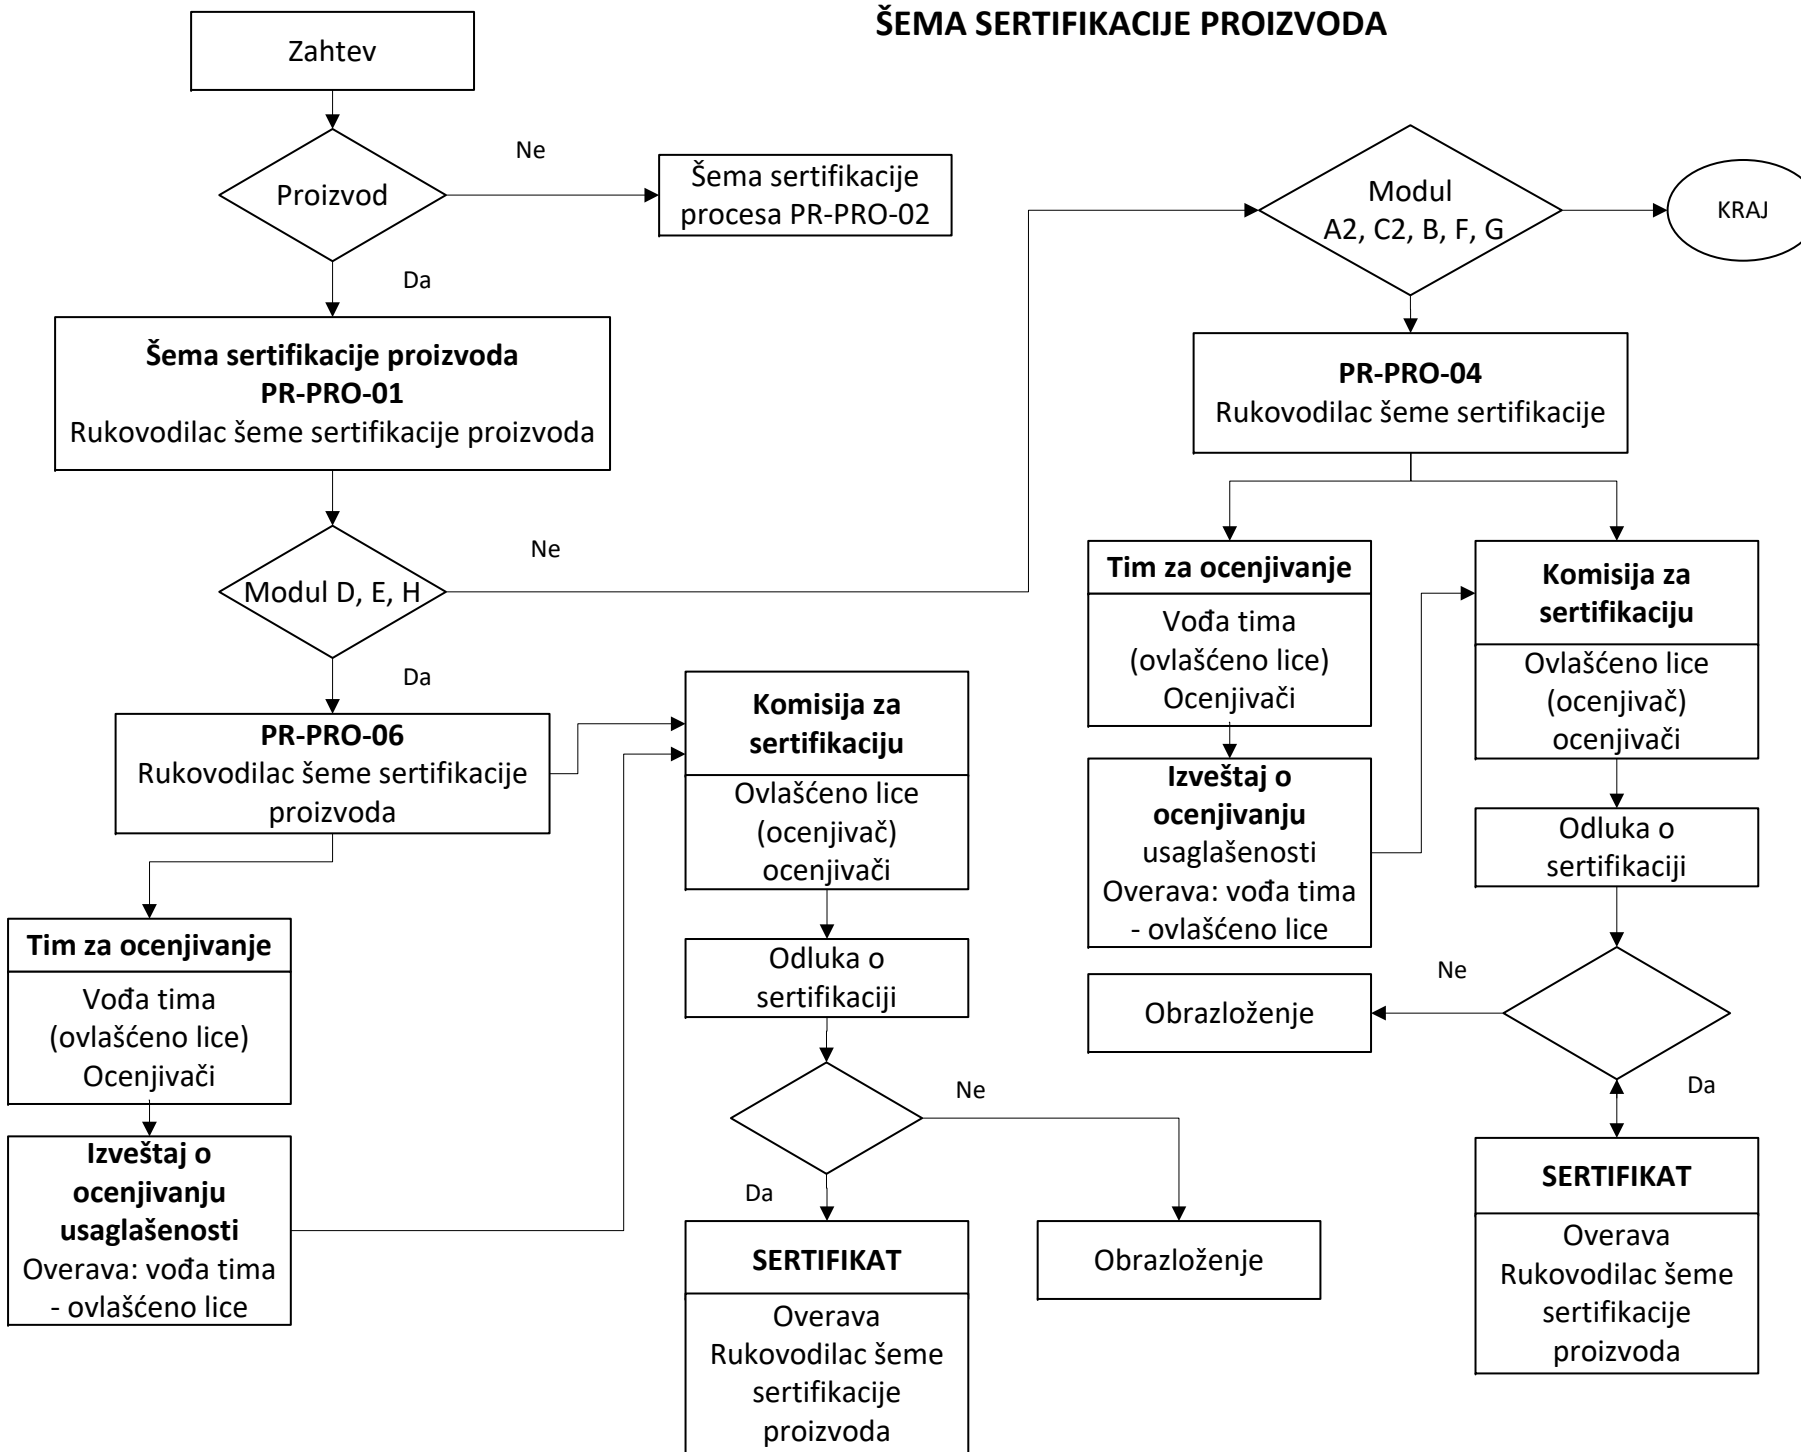 ŠEMA SERTIFIKACIJE PROIZVODA
Zahtev
Proizvod
Ne
Šema sertifikacije
procesa PR-PRO-02
Da
Šema sertifikacije proizvoda
PR-PRO-01
Rukovodilac šeme sertifikacije proizvoda
Modul D, E, H
Ne
Da
PR-PRO-06
Rukovodilac šeme sertifikacije
proizvoda
Tim za ocenjivanje
Vođa tima
(ovlašćeno lice)
Ocenjivači
Izveštaj o
ocenjivanju
usaglašenosti
Overava: vođa tima
- ovlašćeno lice
Komisija za
sertifikaciju
Ovlašćeno lice
(ocenjivač)
ocenjivači
Odluka o
sertifikaciji
Ne
Da
SERTIFIKAT
Overava
Rukovodilac šeme
sertifikacije
proizvoda
Obrazloženje
Modul
A2, C2, B, F, G
KRAJ
PR-PRO-04
Rukovodilac šeme sertifikacije
Tim za ocenjivanje
Vođa tima
(ovlašćeno lice)
Ocenjivači
Izveštaj o
ocenjivanju
usaglašenosti
Overava: vođa tima
- ovlašćeno lice
Komisija za
sertifikaciju
Ovlašćeno lice
(ocenjivač)
ocenjivači
Odluka o
sertifikaciji
Ne
Obrazloženje
Da
SERTIFIKAT
Overava
Rukovodilac šeme
sertifikacije
proizvoda